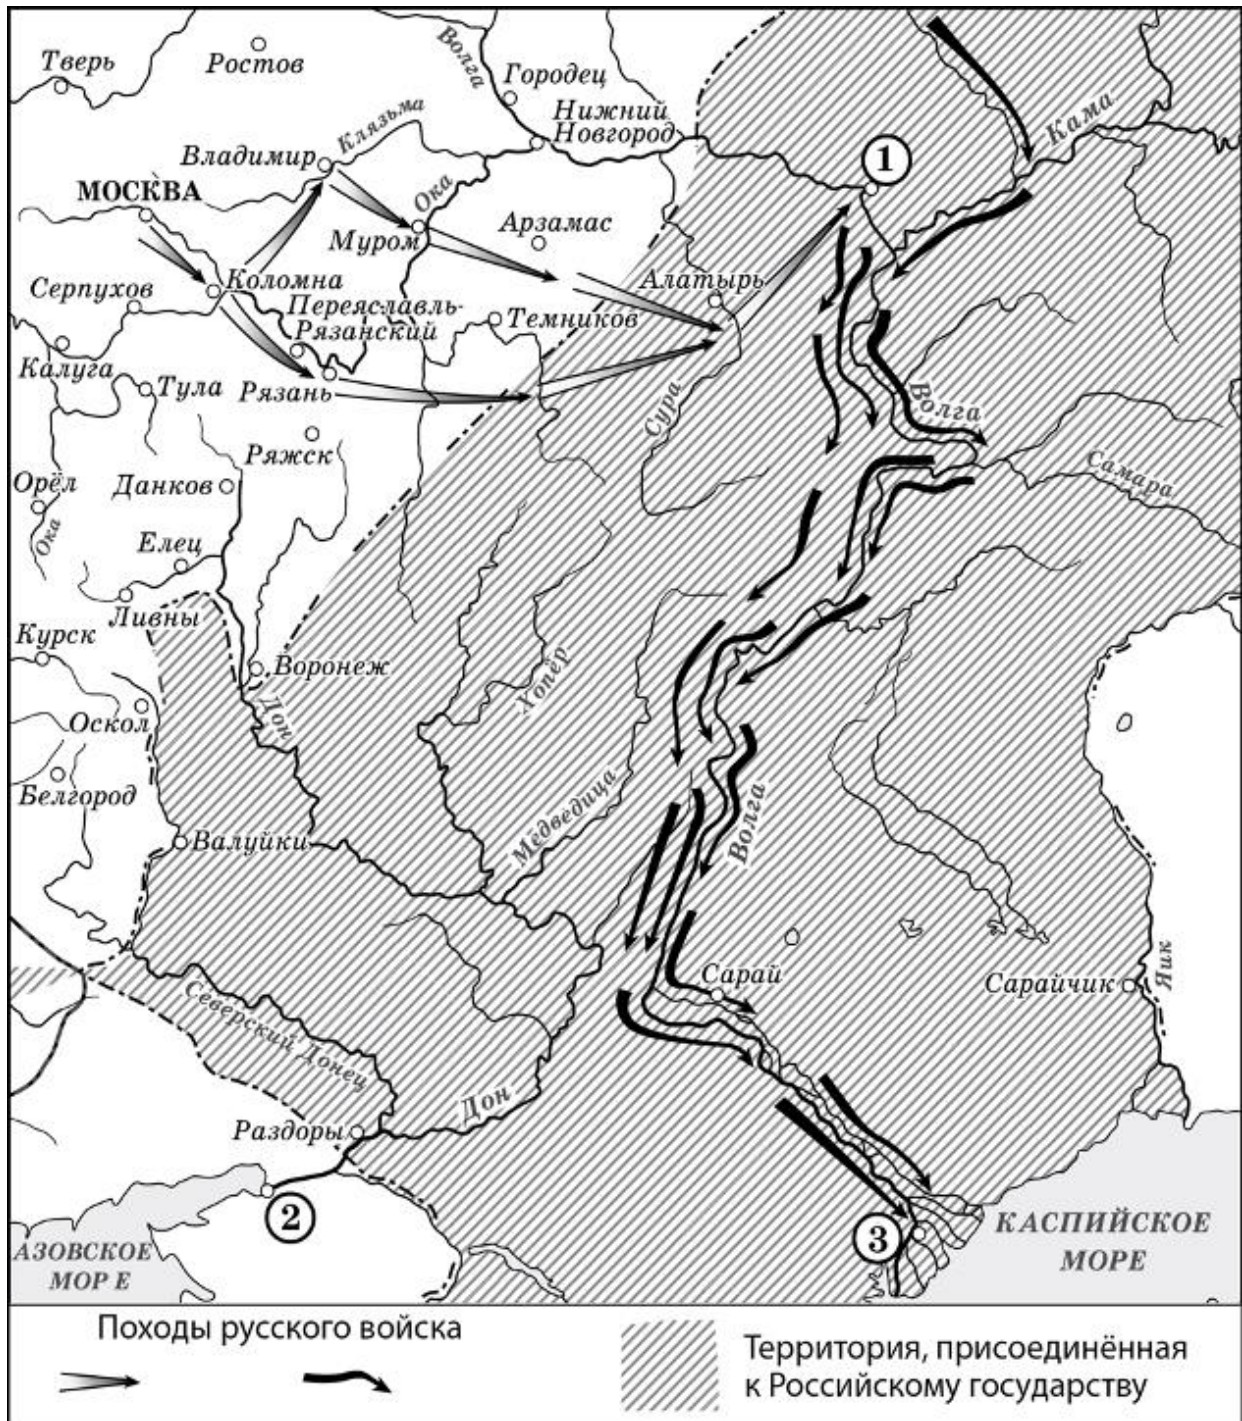 Тверь
Ростов
Волга
Городец
Нижний
Новгород
Кама
Клязьма
Владимир
1
МОСКВА
Ока
Муром
Арзамас
Коломна
Алатырь
Серпухов
Переяславль-
Рязанский
Темников
Калуга
Тула
Рязань
Сура
Волга
Ряжск
Самара
Орёл
Данков
Ока
Елец
Ливны
Курск
Воронеж
Хопёр
Оскол
Дон
Белгород
Медведица
Волга
Валуйки
Яик
Сарай
Сарайчик
Северский Донец
Дон
Раздоры
2
3
АЗОВСКОЕ
МОР Е
КАСПИЙСКОЕ
МОРЕ
Походы русского войска
Территория, присоединённая
к Российскому государству